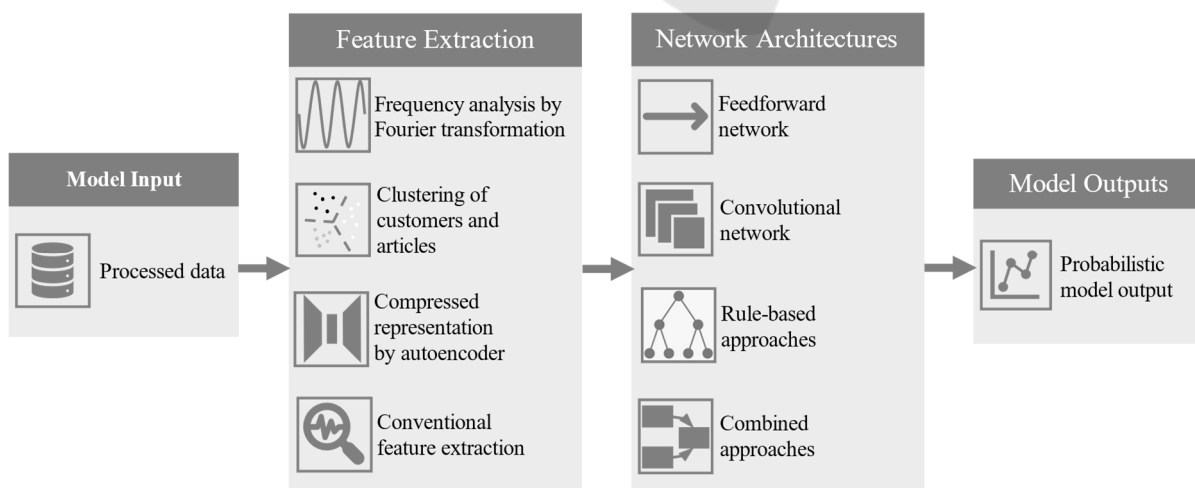 Model Input
Processed data
Feature Extraction
Frequency analysis by
Fourier transformation
Clustering of
customers and
articles
Compressed
representation
by autoencoder
Conventional
feature extraction
Network Architectures
Feedforward
network
Convolutional
network
Rule-based
approaches
Combined
approaches
Model Outputs
Probabilistic
model output